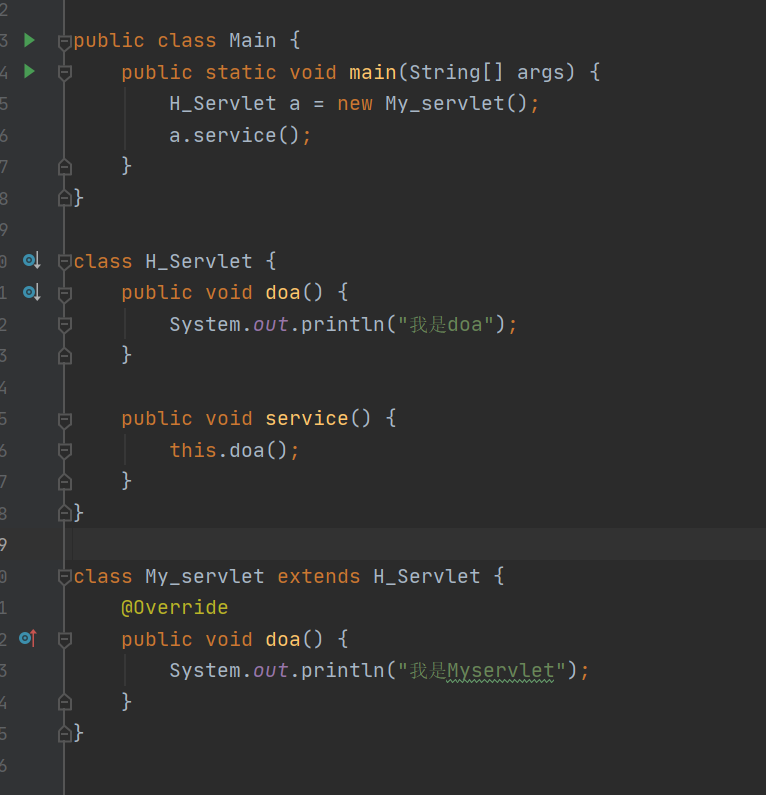 2
3 public class Main {
4 public static void main(String[] args) {
5 H_Servlet a = new My_servlet();
6 a.service();
7 }
8 }
9
0 class H_Servlet {
1 public void doa() {
2 System.out.println("我是doa");
3 }
4
5 public void service() {
6 this.doa();
7 }
8 }
9
0 class My_servlet extends H_Servlet {
1 @Override
2 public void doa() {
3 System.out.println("我是Myservlet");
4 }
5 }
6